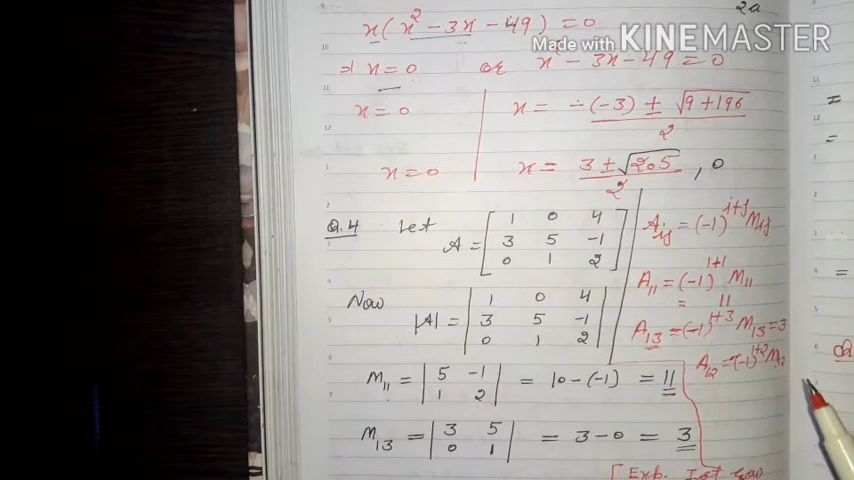 2a
x(x² - 3x - 49) = 0
Made with KINEMASTER
⇒ x = 0 or x² - 3x - 49 = 0
x = 0 | x = -(-3) ± √9+196 / 2
x = 0 x = 3 ± √205 / 2 , 0
Q.4 Let A = [ 1 0 4
3 5 -1
0 1 2 ]
Now |A| = | 1 0 4
3 5 -1
0 1 2 |
M₁₁ = | 5 -1
1 2 | = 10 - (-1) = 11
M₁₃ = | 3 5
0 1 | = 3 - 0 = 3
Aij = (-1)^i+j Mij
A₁₁ = (-1)^1+1 M₁₁
= 11
A₁₃ = (-1)^1+3 M₁₃ = 3
A₁₂ = (-1)^1+2 M₁₂
[ Exp.